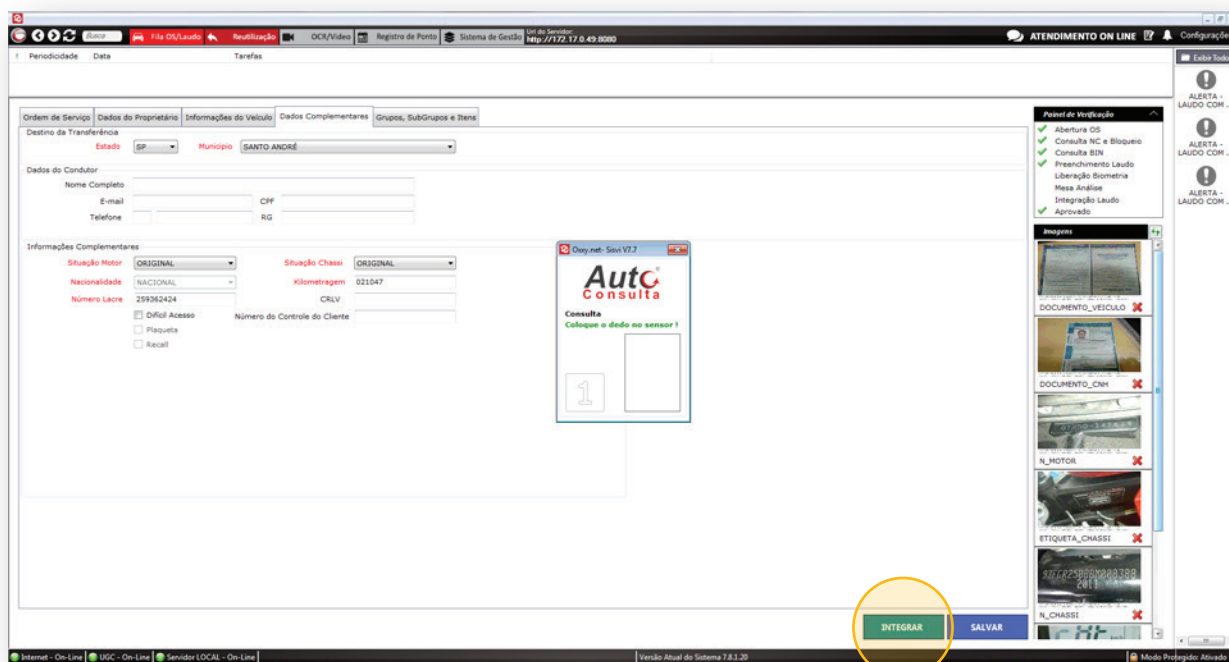 Busca
Fila OS/Laudo
Reutilização
OCR/Vídeo
Registro de Ponto
Sistema de Gestão
Url do Servidor:
http://172.17.0.49:8080
ATENDIMENTO ON LINE
Configuraçõe
! Periodicidade Data Tarefas
Exibir Todo
ALERTA -
LAUDO COM .
ALERTA -
LAUDO COM .
ALERTA -
LAUDO COM .
Ordem de Serviço
Dados do Proprietário
Informações do Veículo
Dados Complementares
Grupos, SubGrupos e Itens
Destino da Transferência
Estado SP Município SANTO ANDRÉ
Dados do Condutor
Nome Completo
E-mail CPF
Telefone RG
Informações Complementares
Situação Motor ORIGINAL Situação Chassi ORIGINAL
Nacionalidade NACIONAL Kilometragem 021047
Número Lacre 259362424 CRLV
Difícil Acesso Número do Controle do Cliente
Plaqueta
Recall
Oxxy.net- Sisvi V7.7
Auto
Consulta
Consulta
Coloque o dedo no sensor !
1
Painel de Verificação
Abertura OS
Consulta NC e Bloqueio
Consulta BIN
Preenchimento Laudo
Liberação Biometria
Mesa Análise
Integração Laudo
Aprovado
Imagens
DOCUMENTO_VEICULO
DOCUMENTO_CNH
N_MOTOR
ETIQUETA_CHASSI
2011
N_CHASSI
INTEGRAR
SALVAR
Internet - On-Line
UGC - On-Line
Servidor LOCAL - On-Line
Versão Atual do Sistema 7.8.1.20
Modo Protegido: Ativado